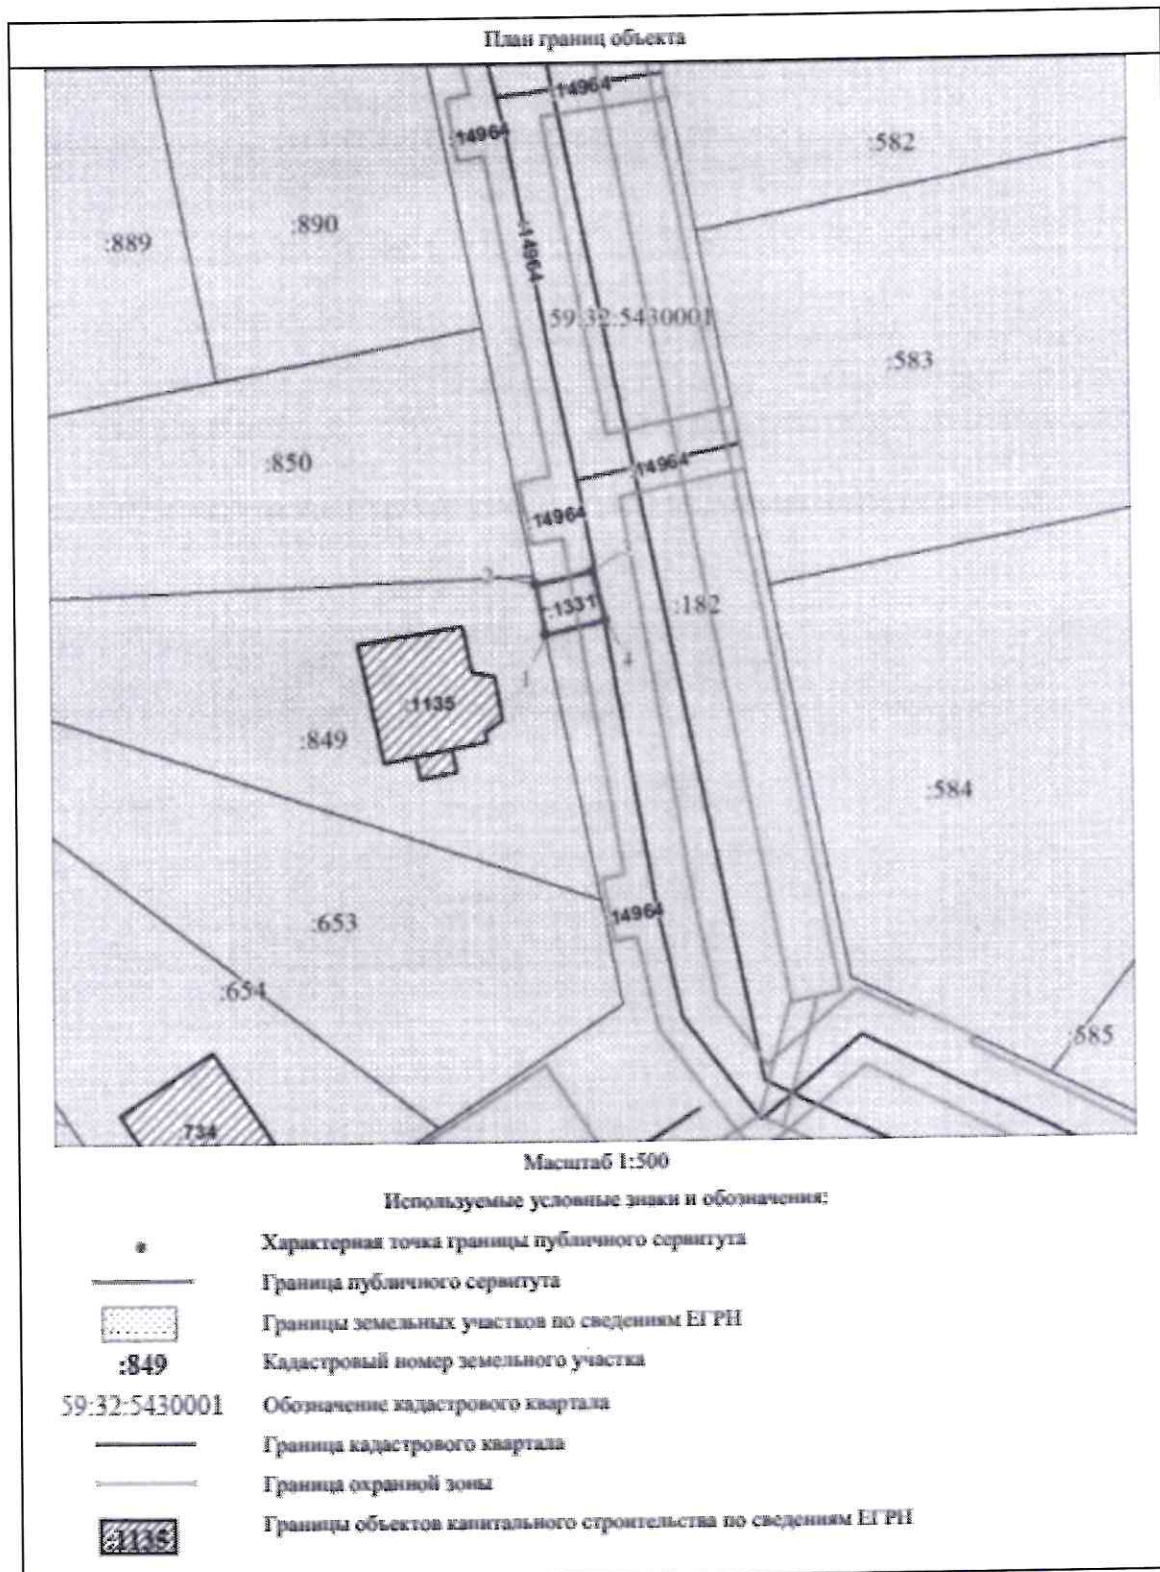 План границ объекта
14964
14964
:582
:890
:889
:14964
59:32:5430001
:583
:850
:14964
14964
:1331
:182
4
1
:1135
:849
:584
:653
14964
:654
:585
:734
Масштаб 1:500
Используемые условные знаки и обозначения:
Характерная точка границы публичного сервитута
Граница публичного сервитута
Границы земельных участков по сведениям ЕГРН
:849 Кадастровый номер земельного участка
59:32:5430001 Обозначение кадастрового квартала
Граница кадастрового квартала
Граница охранной зоны
:1135 Границы объектов капитального строительства по сведениям ЕГРН